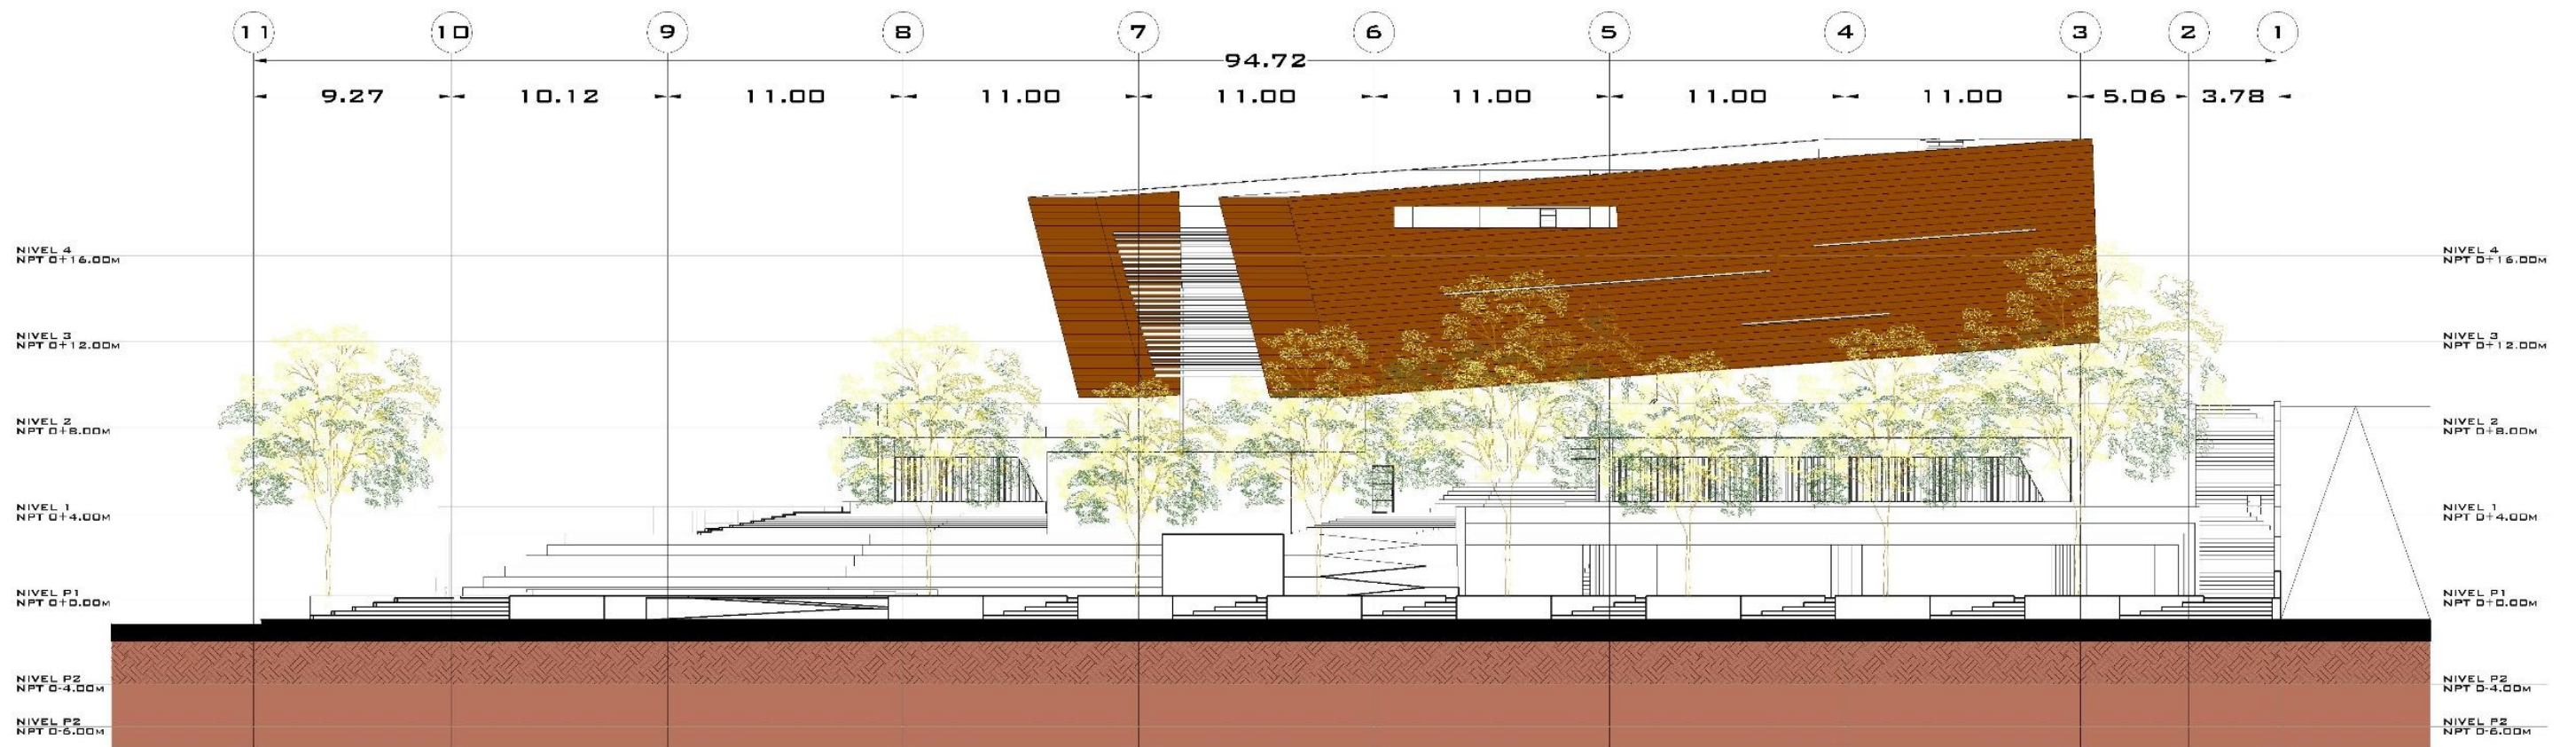 11 10 9 8 7 6 5 4 3 2 1
94.72
9.27 10.12 11.00 11.00 11.00 11.00 11.00 11.00 5.06 3.78
NIVEL 4
NPT 0+16.00M
NIVEL 3
NPT 0+12.00M
NIVEL 2
NPT 0+8.00M
NIVEL 1
NPT 0+4.00M
NIVEL P1
NPT 0+0.00M
NIVEL P2
NPT 0-4.00M
NIVEL P2
NPT 0-6.00M
NIVEL 4
NPT 0+16.00M
NIVEL 3
NPT 0+12.00M
NIVEL 2
NPT 0+8.00M
NIVEL 1
NPT 0+4.00M
NIVEL P1
NPT 0+0.00M
NIVEL P2
NPT 0-4.00M
NIVEL P2
NPT 0-6.00M